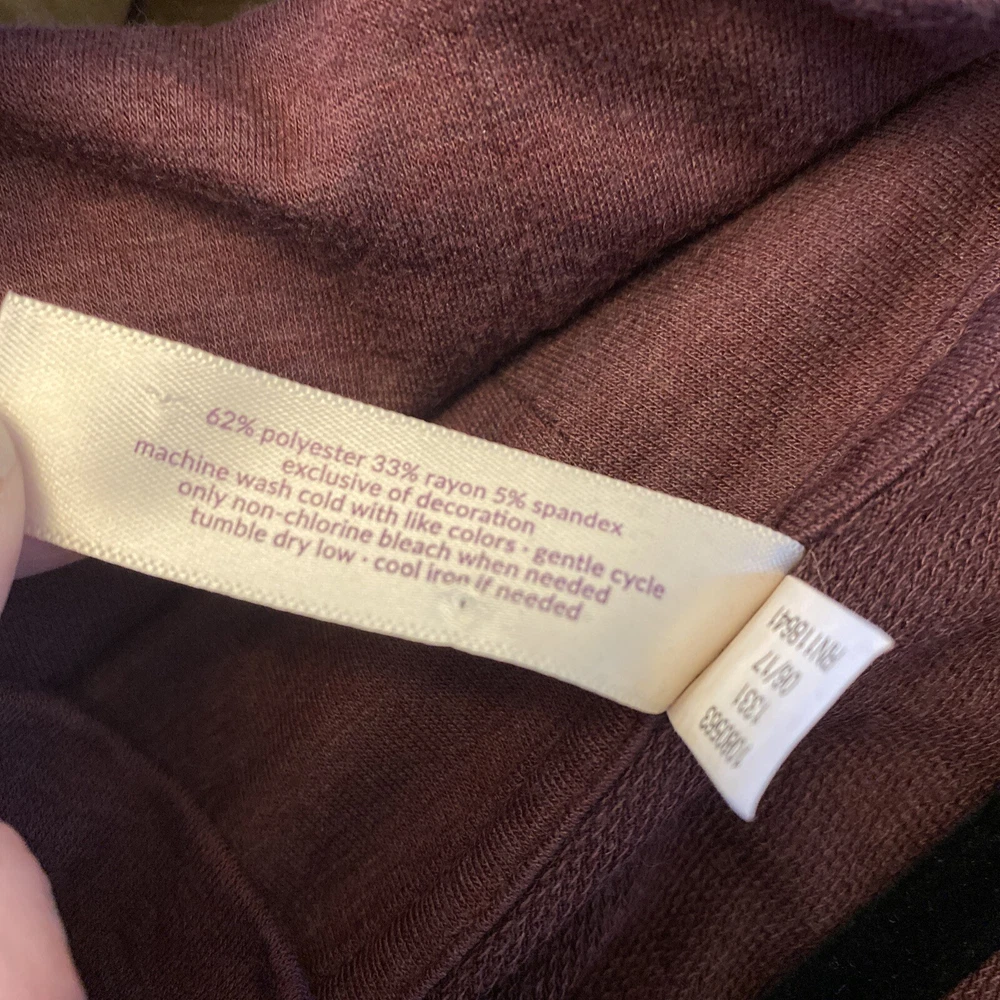 62% polyester 33% rayon 5% spandex
exclusive of decoration
machine wash cold with like colors · gentle cycle
only non-chlorine bleach when needed
tumble dry low · cool iron if needed
RN118641
06/17
1331
1080563